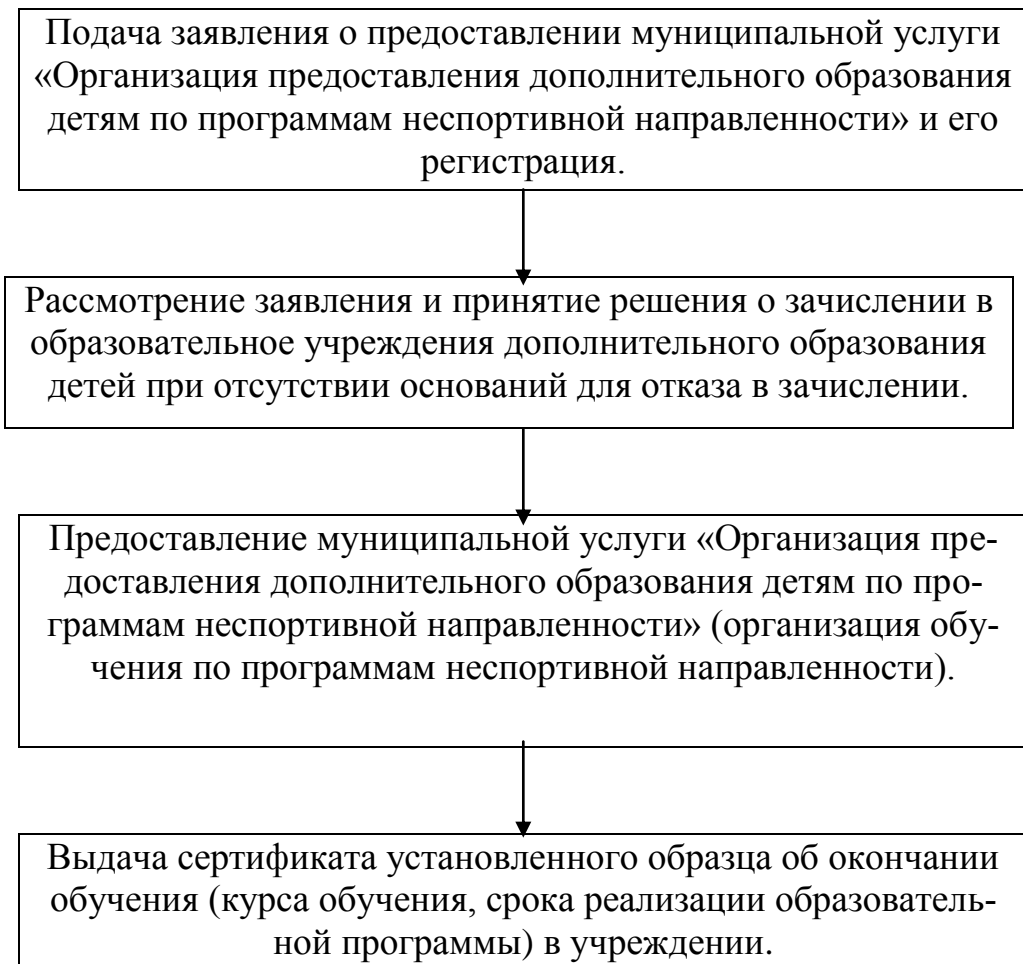 Подача заявления о предоставлении муниципальной услуги
«Организация предоставления дополнительного образования
детям по программам неспортивной направленности» и его
регистрация.
Рассмотрение заявления и принятие решения о зачислении в
образовательное учреждения дополнительного образования
детей при отсутствии оснований для отказа в зачислении.
Предоставление муниципальной услуги «Организация пре-
доставления дополнительного образования детям по про-
граммам неспортивной направленности» (организация обу-
чения по программам неспортивной направленности).
Выдача сертификата установленного образца об окончании
обучения (курса обучения, срока реализации образователь-
ной программы) в учреждении.